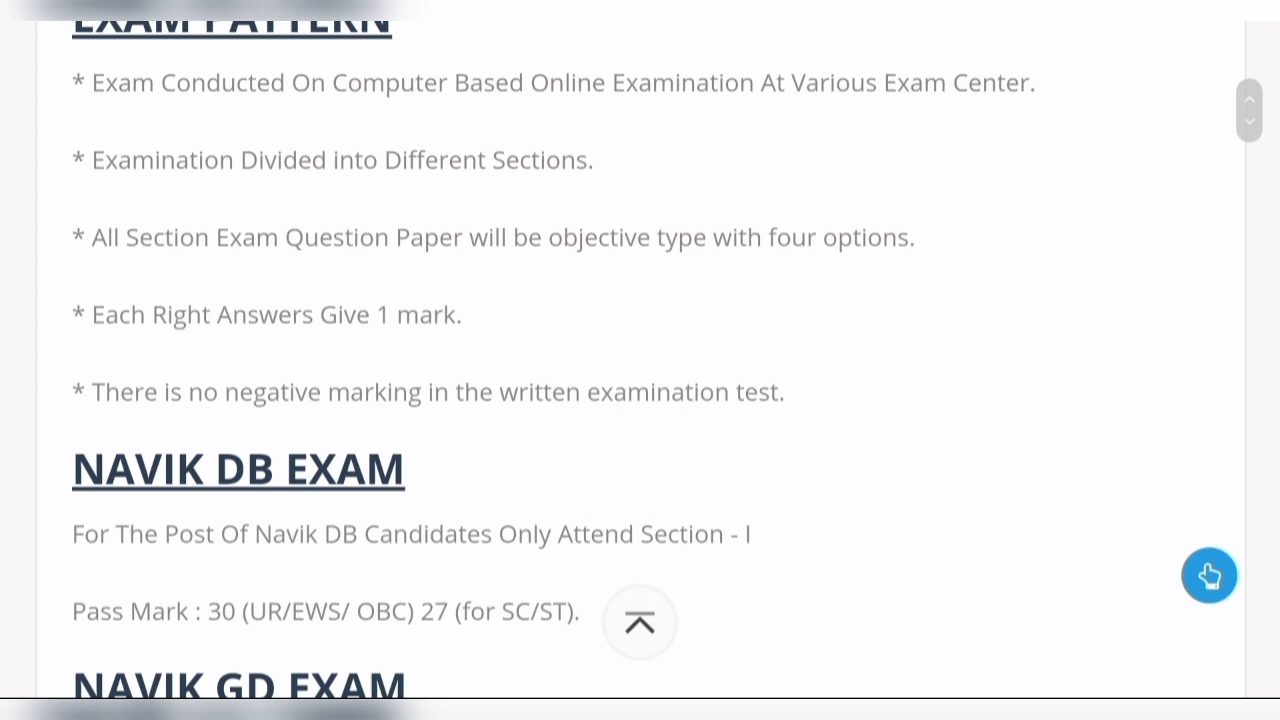 EXAM PATTERN
* Exam Conducted On Computer Based Online Examination At Various Exam Center.
* Examination Divided into Different Sections.
* All Section Exam Question Paper will be objective type with four options.
* Each Right Answers Give 1 mark.
* There is no negative marking in the written examination test.
NAVIK DB EXAM
For The Post Of Navik DB Candidates Only Attend Section - I
Pass Mark : 30 (UR/EWS/ OBC) 27 (for SC/ST).
NAVIK GD EXAM